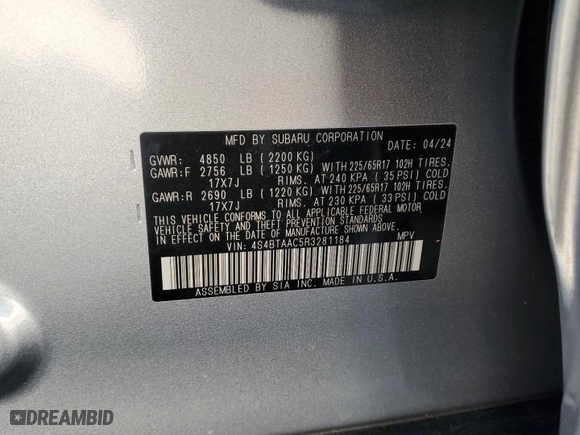 MFD BY SUBARU CORPORATION DATE: 04/24
GVWR: 4850 LB (2200 KG)
GAWR:F 2756 LB (1250 KG) WITH 225/65R17 102H TIRES.
17X7J RIMS. AT 240 KPA (35 PSI) COLD
GAWR:R 2690 LB (1220 KG) WITH 225/65R17 102H TIRES.
17X7J RIMS. AT 230 KPA (33 PSI) COLD
THIS VEHICLE CONFORMS TO ALL APPLICABLE FEDERAL MOTOR
VEHICLE SAFETY AND THEFT PREVENTION STANDARDS
IN EFFECT ON THE DATE OF MANUFACTURE SHOWN ABOVE.
VIN: 4S4BTAAC5R3281184 MPV
ASSEMBLED BY SIA INC. MADE IN U.S.A.
DREAMBID